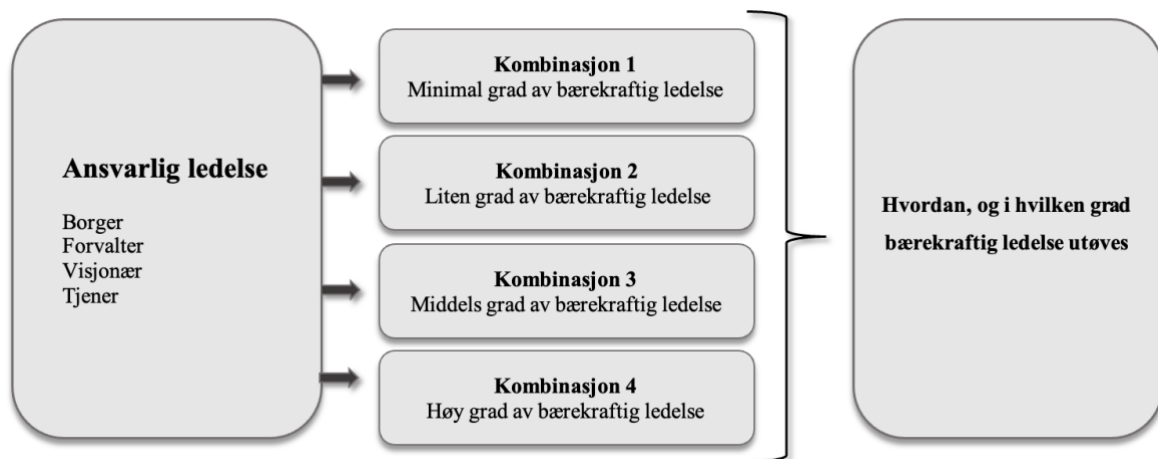 Ansvarlig ledelse
Borger
Forvalter
Visjonær
Tjener
Kombinasjon 1
Minimal grad av bærekraftig ledelse
Kombinasjon 2
Liten grad av bærekraftig ledelse
Kombinasjon 3
Middels grad av bærekraftig ledelse
Kombinasjon 4
Høy grad av bærekraftig ledelse
Hvordan, og i hvilken grad
bærekraftig ledelse utøves